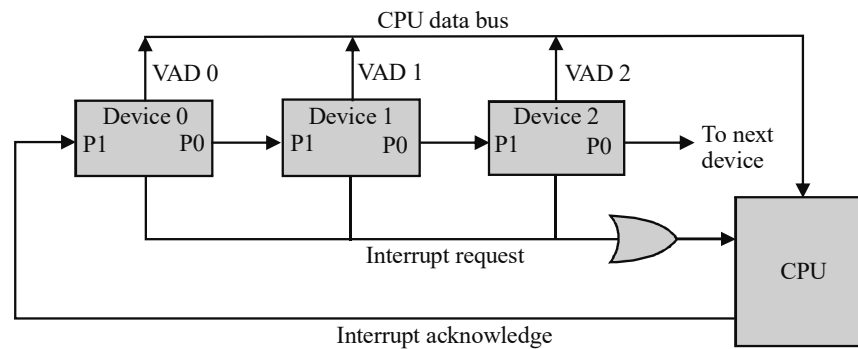 CPU data bus
VAD 0
VAD 1
VAD 2
Device 0
P1
P0
Device 1
P1
P0
Device 2
P1
P0
To next
device
Interrupt request
CPU
Interrupt acknowledge